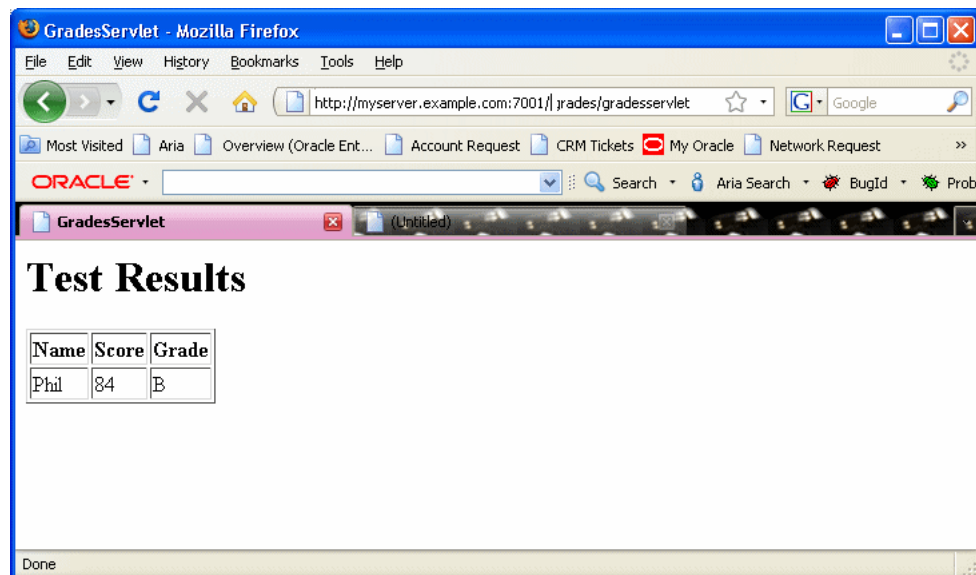 GradesServlet - Mozilla Firefox
File Edit View History Bookmarks Tools Help
http://myserver.example.com:7001/ rades/gradesservlet
G Google
Most Visited Aria Overview (Oracle Ent... Account Request CRM Tickets My Oracle Network Request »
ORACLE Search Aria Search BugId Prob
GradesServlet (Untitled)
Test Results
Name Score Grade
Phil 84 B
Done